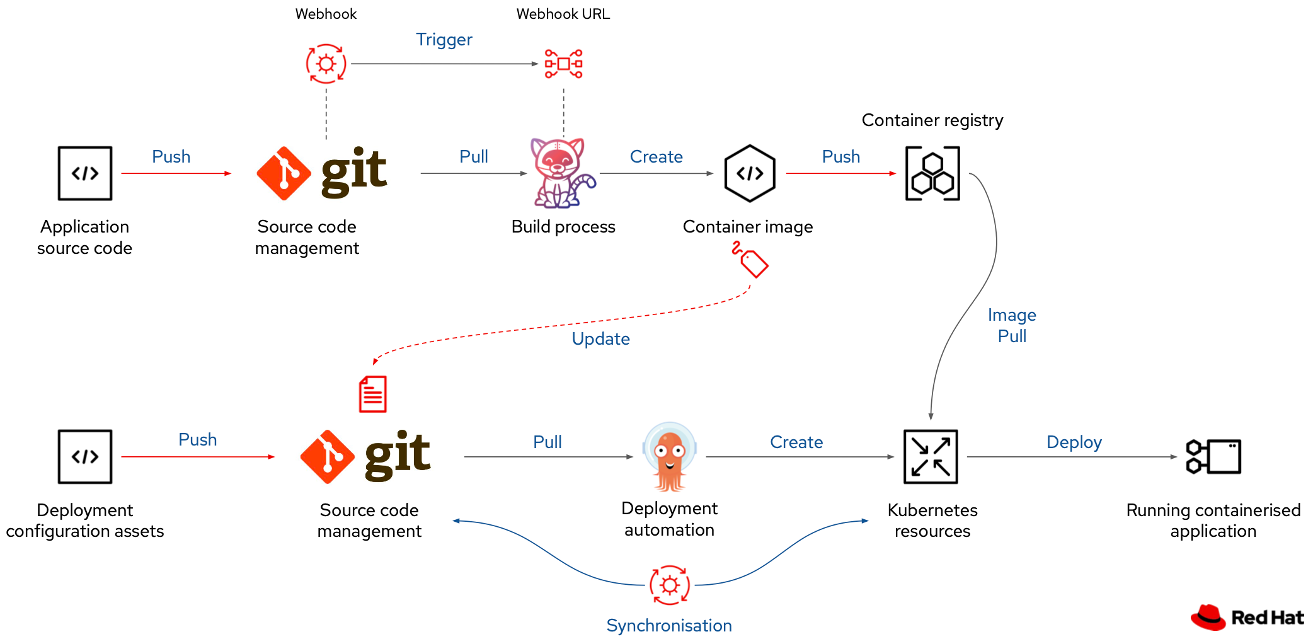 Webhook
Webhook URL
Trigger
Container registry
Push
git
Pull
Create
Push
Application
source code
Source code
management
Build process
Container image
Image
Pull
Update
Push
git
Pull
Create
Deploy
Deployment
configuration assets
Source code
management
Deployment
automation
Kubernetes
resources
Running containerised
application
Synchronisation
Red Hat